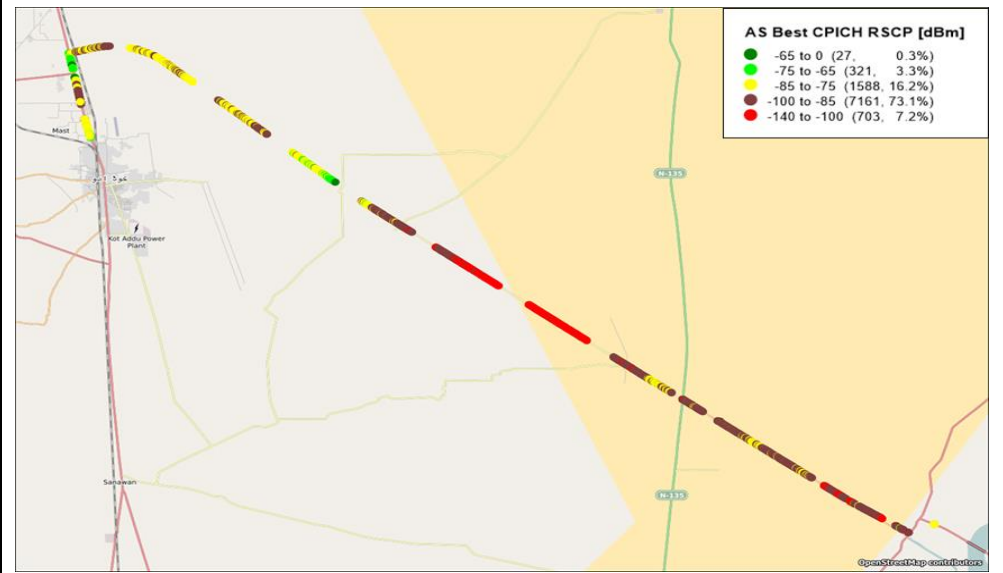 AS Best CPICH RSCP [dBm]
-65 to 0 (27, 0.3%)
-75 to -65 (321, 3.3%)
-85 to -75 (1588, 16.2%)
-100 to -85 (7161, 73.1%)
-140 to -100 (703, 7.2%)
Mast
N-135
Kot Addu Power
Plant
Sanawan
N-135
OpenStreetMap contributors